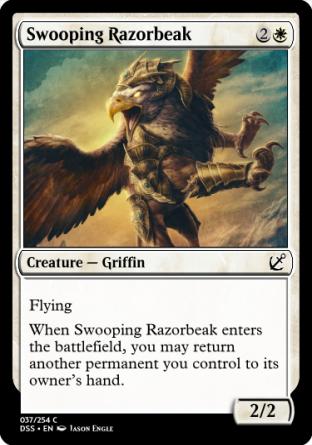 Swooping Razorbeak 2
Creature — Griffin
Flying
When Swooping Razorbeak enters
the battlefield, you may return
another permanent you control to its
owner's hand.
2/2
037/254 C
DSS • EN Jason Engle